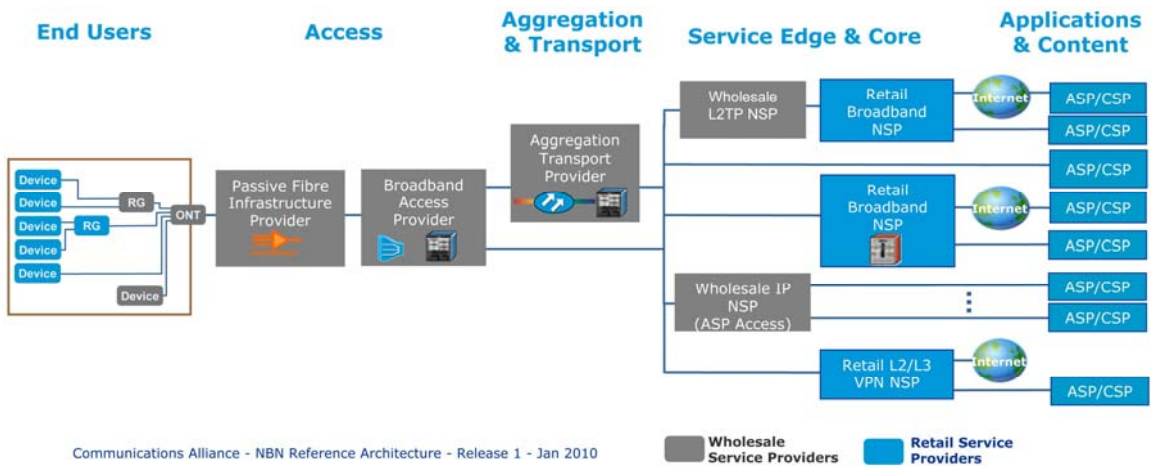 End Users
Access
Aggregation
& Transport
Service Edge & Core
Applications
& Content
Device
Device
Device
Device
Device
Device
RG
RG
ONT
Passive Fibre
Infrastructure
Provider
Broadband
Access
Provider
Aggregation
Transport
Provider
Wholesale
L2TP NSP
Retail
Broadband
NSP
Internet
ASP/CSP
ASP/CSP
ASP/CSP
Retail
Broadband
NSP
Internet
ASP/CSP
ASP/CSP
Wholesale IP
NSP
(ASP Access)
ASP/CSP
ASP/CSP
Retail L2/L3
VPN NSP
Internet
ASP/CSP
Communications Alliance - NBN Reference Architecture - Release 1 - Jan 2010
Wholesale
Service Providers
Retail Service
Providers